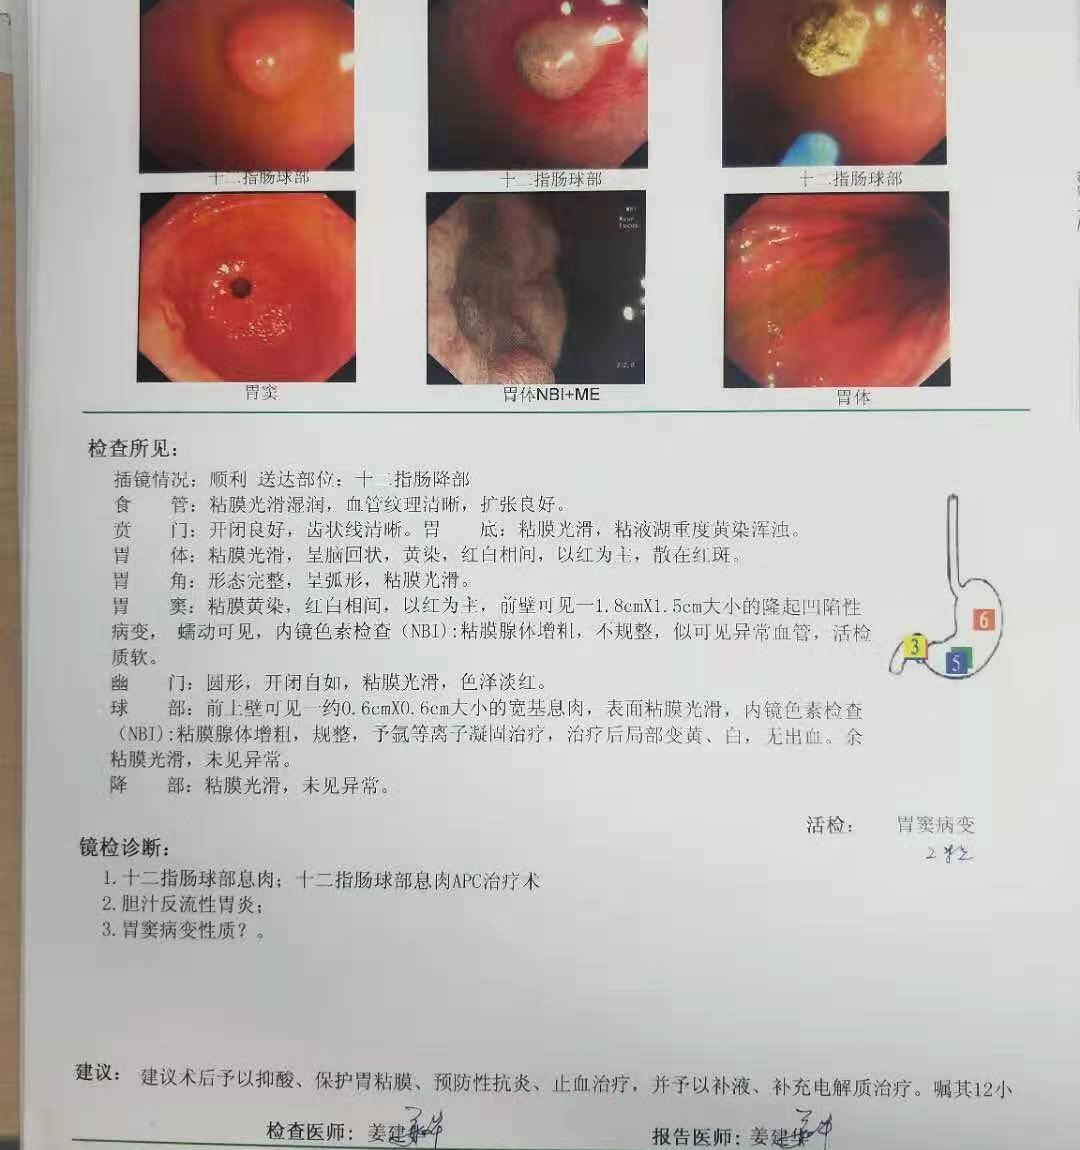 十二指肠球部 十二指肠球部 十二指肠球部
胃窦 胃体NBI+ME 胃体
检查所见：
插镜情况：顺利 送达部位：十二指肠降部
食 管：粘膜光滑湿润，血管纹理清晰，扩张良好。
贲 门：开闭良好，齿状线清晰。胃 底：粘膜光滑，粘液湖重度黄染浑浊。
胃 体：粘膜光滑，呈脑回状，黄染，红白相间，以红为主，散在红斑。
胃 角：形态完整，呈弧形，粘膜光滑。
胃 窦：粘膜黄染，红白相间，以红为主，前壁可见一1.8cmX1.5cm大小的隆起凹陷性
病变， 蠕动可见，内镜色素检查（NBI）:粘膜腺体增粗，不规整，似可见异常血管，活检
质软。
幽 门：圆形，开闭自如，粘膜光滑，色泽淡红。
球 部：前上壁可见一约0.6cmX0.6cm大小的宽基息肉，表面粘膜光滑，内镜色素检查
（NBI）:粘膜腺体增粗，规整，予氩等离子凝固治疗，治疗后局部变黄、白，无出血。余
粘膜光滑，未见异常。
降 部：粘膜光滑，未见异常。
3
5
6
活检： 胃窦病变
2粒
镜检诊断：
1.十二指肠球部息肉；十二指肠球部息肉APC治疗术
2.胆汁反流性胃炎；
3.胃窦病变性质？。
建议： 建议术后予以抑酸、保护胃粘膜、预防性抗炎、止血治疗，并予以补液、补充电解质治疗。嘱其12小
检查医师：姜建 报告医师：姜建